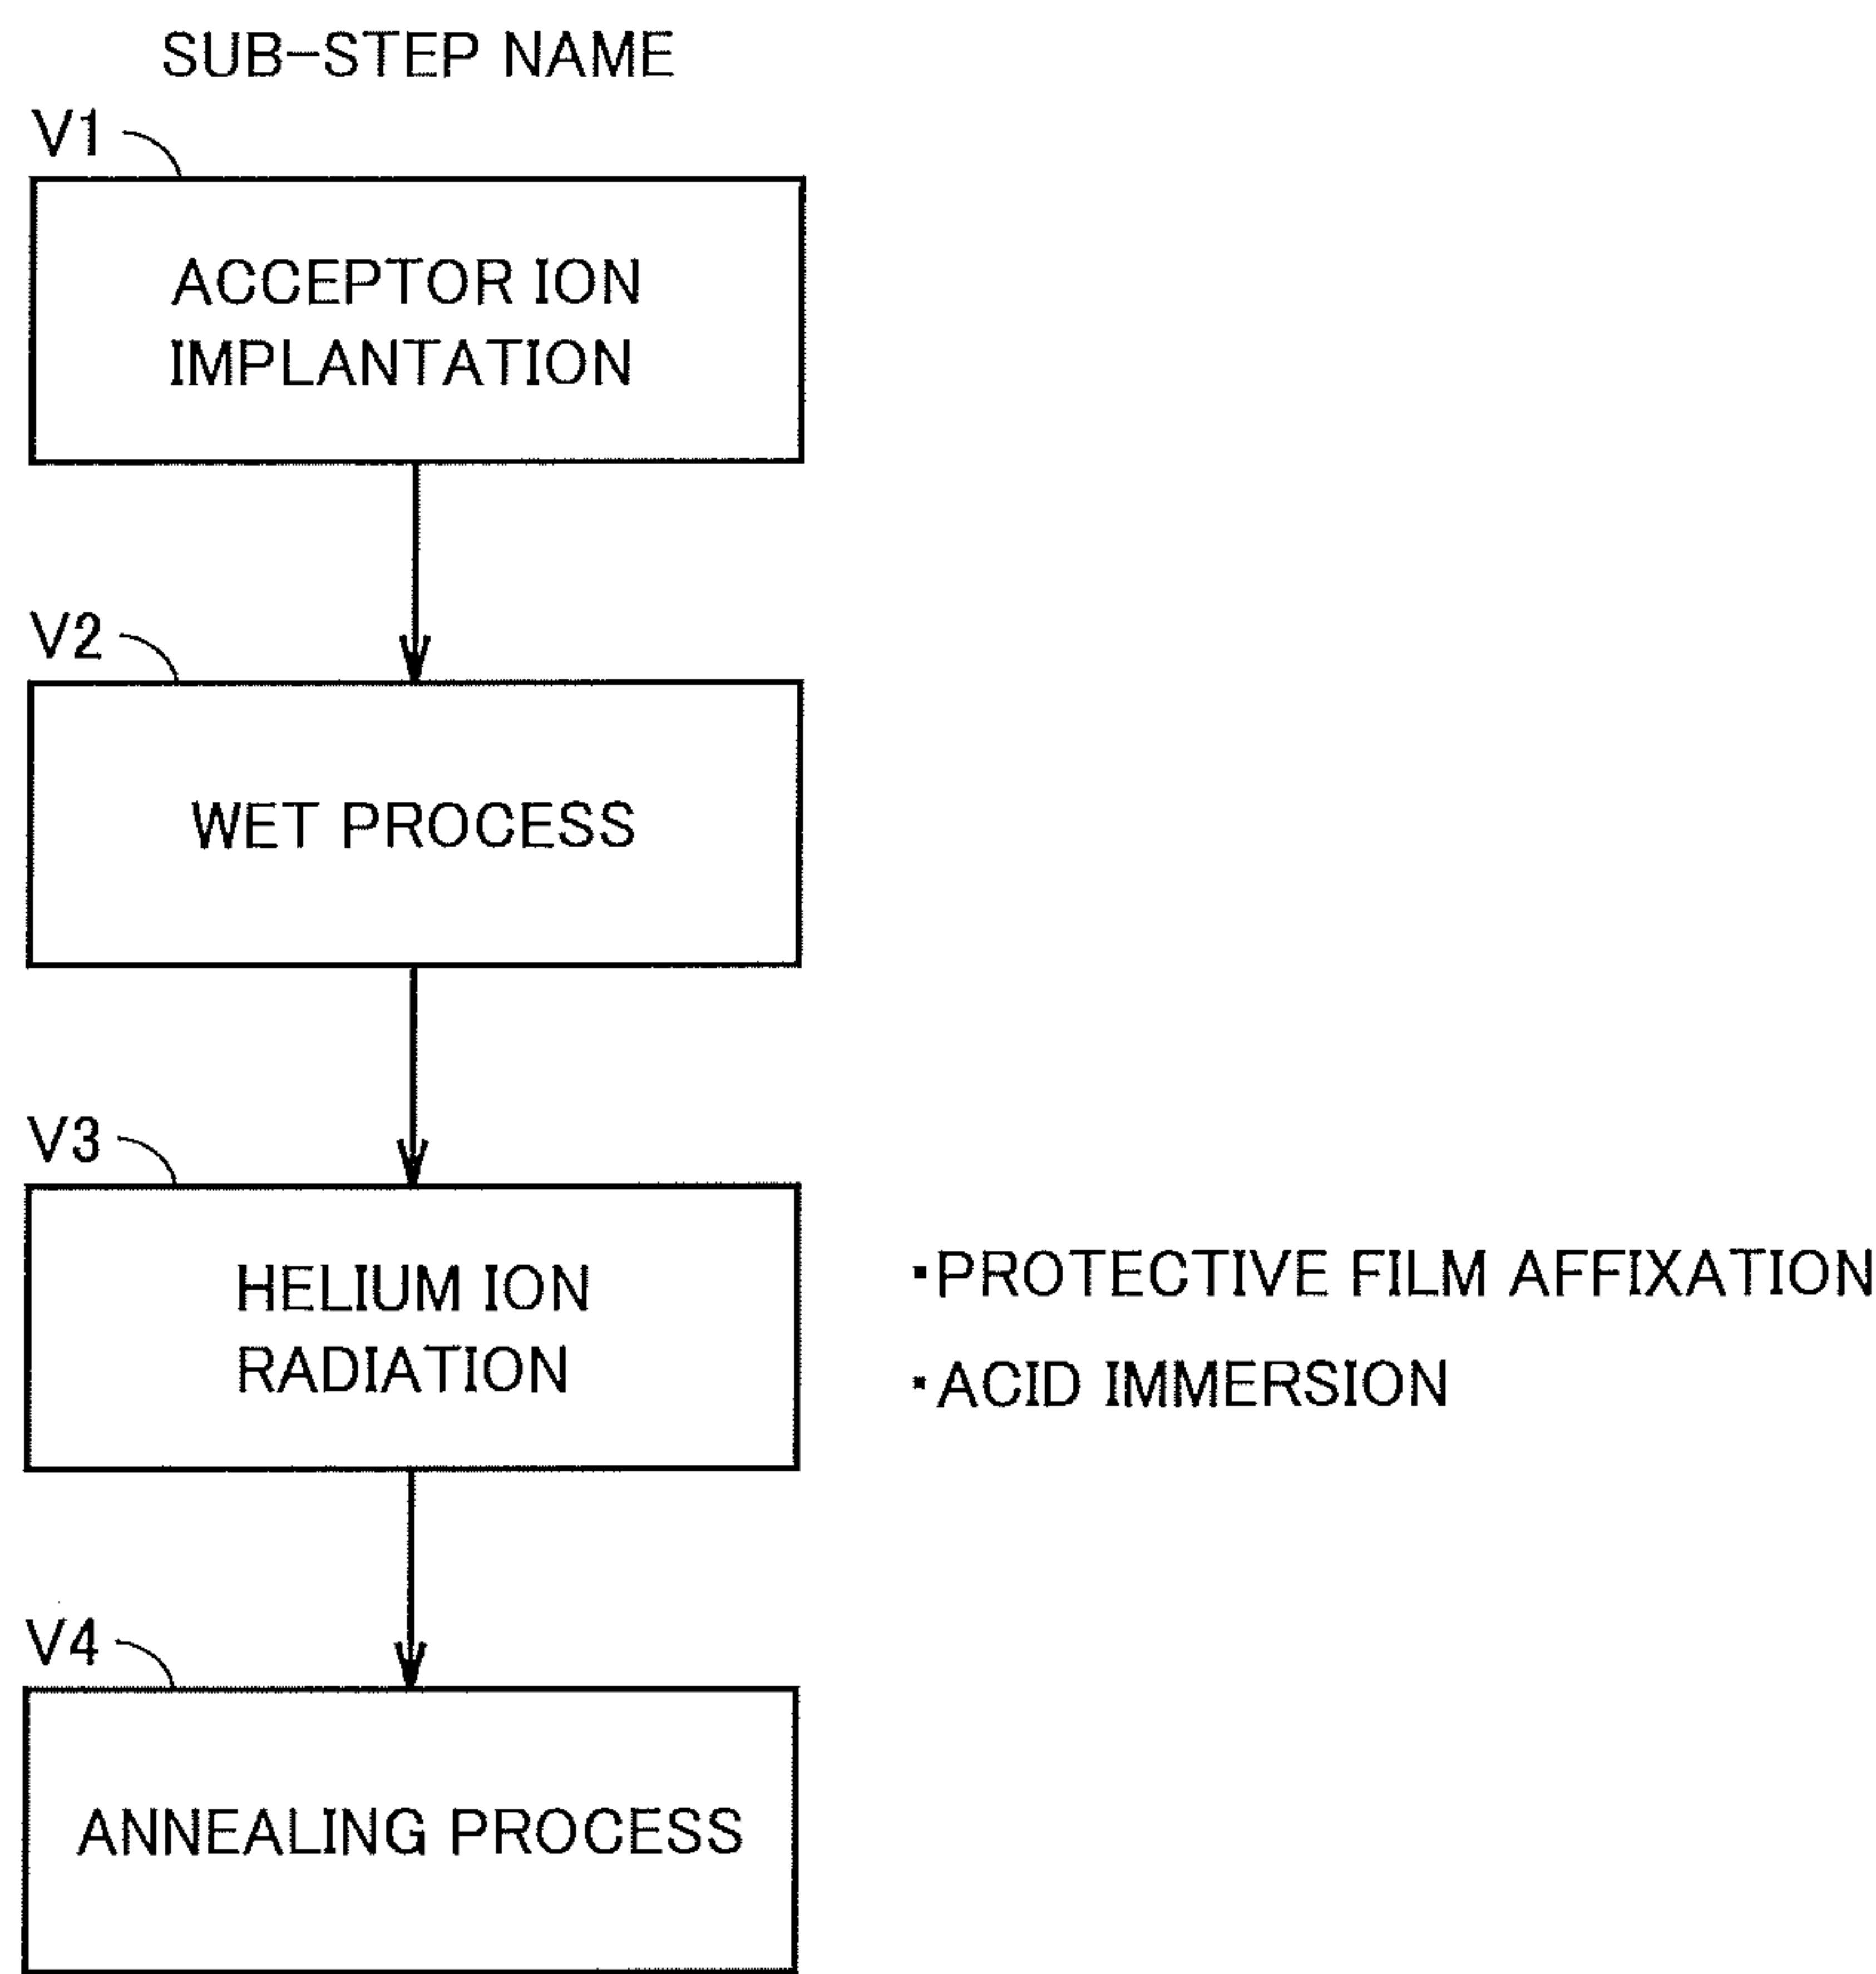 SUB-STEP NAME
V1
ACCEPTOR ION
IMPLANTATION
V2
WET PROCESS
V3
HELIUM ION
RADIATION
・PROTECTIVE FILM AFFIXATION
・ACID IMMERSION
V4
ANNEALING PROCESS